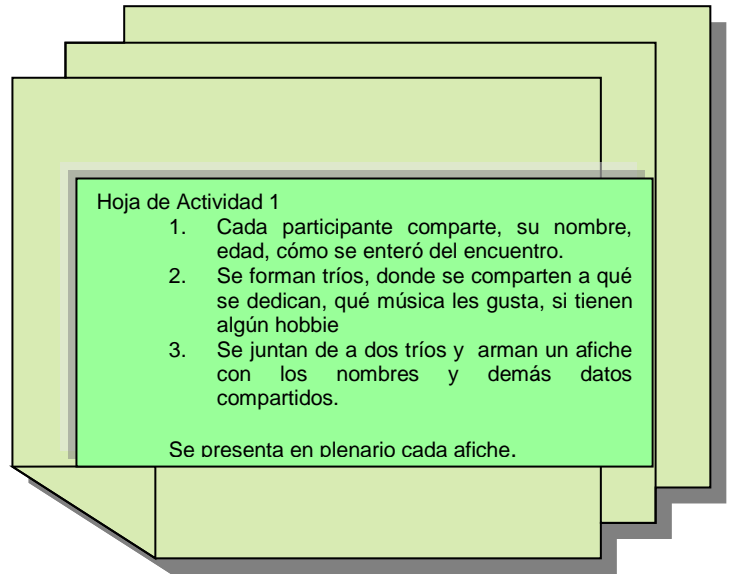 Hoja de Actividad 1
1. Cada participante comparte, su nombre,
edad, cómo se enteró del encuentro.
2. Se forman tríos, donde se comparten a qué
se dedican, qué música les gusta, si tienen
algún hobbie
3. Se juntan de a dos tríos y arman un afiche
con los nombres y demás datos
compartidos.
Se presenta en plenario cada afiche.